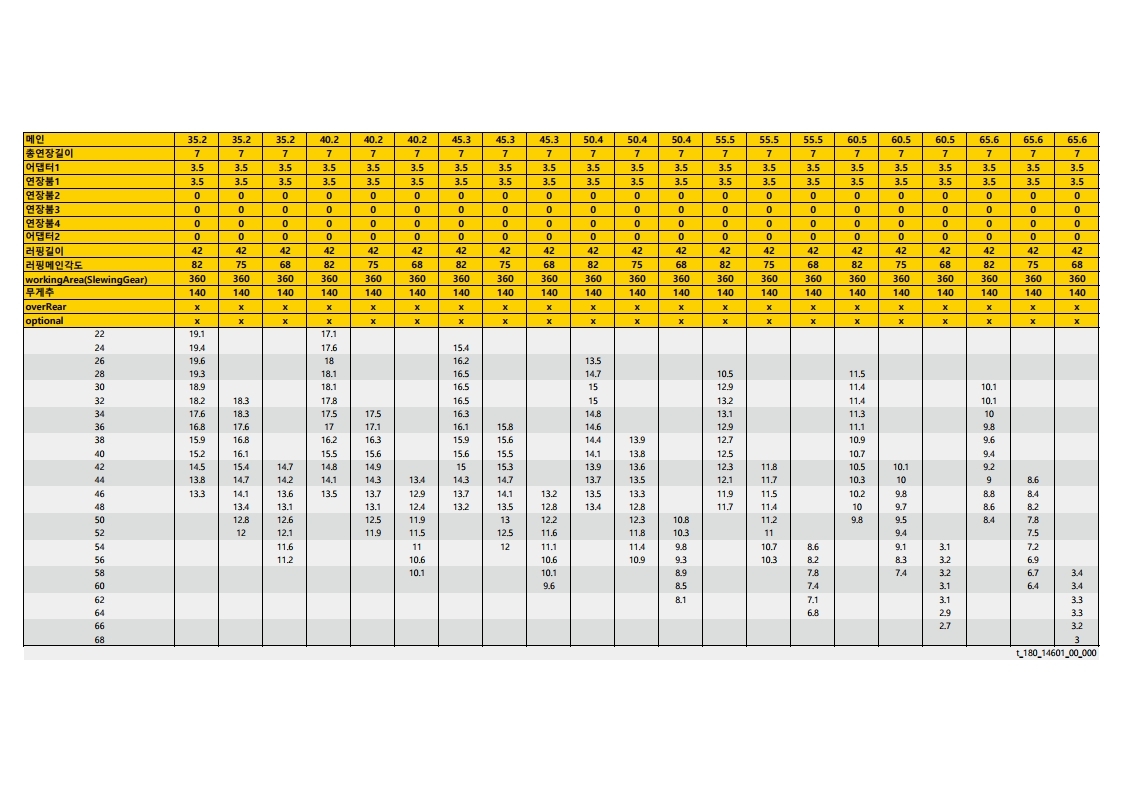 메인 35.2 35.2 35.2 40.2 40.2 40.2 45.3 45.3 45.3 50.4 50.4 50.4 55.5 55.5 55.5 60.5 60.5 60.5 65.6 65.6 65.6
총연장길이 7 7 7 7 7 7 7 7 7 7 7 7 7 7 7 7 7 7 7 7 7
어댑터1 3.5 3.5 3.5 3.5 3.5 3.5 3.5 3.5 3.5 3.5 3.5 3.5 3.5 3.5 3.5 3.5 3.5 3.5 3.5 3.5 3.5
연장붐1 3.5 3.5 3.5 3.5 3.5 3.5 3.5 3.5 3.5 3.5 3.5 3.5 3.5 3.5 3.5 3.5 3.5 3.5 3.5 3.5 3.5
연장붐2 0 0 0 0 0 0 0 0 0 0 0 0 0 0 0 0 0 0 0 0 0
연장붐3 0 0 0 0 0 0 0 0 0 0 0 0 0 0 0 0 0 0 0 0 0
연장붐4 0 0 0 0 0 0 0 0 0 0 0 0 0 0 0 0 0 0 0 0 0
어댑터2 0 0 0 0 0 0 0 0 0 0 0 0 0 0 0 0 0 0 0 0 0
러핑길이 42 42 42 42 42 42 42 42 42 42 42 42 42 42 42 42 42 42 42 42 42
러핑메인각도 82 75 68 82 75 68 82 75 68 82 75 68 82 75 68 82 75 68 82 75 68
workingArea(SlewingGear) 360 360 360 360 360 360 360 360 360 360 360 360 360 360 360 360 360 360 360 360 360
무게추 140 140 140 140 140 140 140 140 140 140 140 140 140 140 140 140 140 140 140 140 140
overRear x x x x x x x x x x x x x x x x x x x x x
optional x x x x x x x x x x x x x x x x x x x x x
22 19.1 17.1
24 19.4 17.6 15.4
26 19.6 18 16.2 13.5
28 19.3 18.1 16.5 14.7 10.5 11.5
30 18.9 18.1 16.5 15 12.9 11.4 10.1
32 18.2 18.3 17.8 16.5 15 13.2 11.4 10.1
34 17.6 18.3 17.5 17.5 16.3 14.8 13.1 11.3 10
36 16.8 17.6 17 17.1 16.1 15.8 14.6 12.9 11.1 9.8
38 15.9 16.8 16.2 16.3 15.9 15.6 14.4 13.9 12.7 10.9 9.6
40 15.2 16.1 15.5 15.6 15.6 15.5 14.1 13.8 12.5 10.7 9.4
42 14.5 15.4 14.7 14.8 14.9 15 15.3 13.9 13.6 12.3 11.8 10.5 10.1 9.2
44 13.8 14.7 14.2 14.1 14.3 13.4 14.3 14.7 13.7 13.5 12.1 11.7 10.3 10 9 8.6
46 13.3 14.1 13.6 13.5 13.7 12.9 13.7 14.1 13.2 13.5 13.3 11.9 11.5 10.2 9.8 8.8 8.4
48 13.4 13.1 13.1 12.4 13.2 13.5 12.8 13.4 12.8 11.7 11.4 10 9.7 8.6 8.2
50 12.8 12.6 12.5 11.9 13 12.2 12.3 10.8 11.2 9.8 9.5 8.4 7.8
52 12 12.1 11.9 11.5 12.5 11.6 11.8 10.3 11 9.4 7.5
54 11.6 11 12 11.1 11.4 9.8 10.7 8.6 9.1 3.1 7.2
56 11.2 10.6 10.6 10.9 9.3 10.3 8.2 8.3 3.2 6.9
58 10.1 10.1 8.9 7.8 7.4 3.2 6.7 3.4
60 9.6 8.5 7.4 3.1 6.4 3.4
62 8.1 7.1 3.1 3.3
64 6.8 2.9 3.3
66 2.7 3.2
68 3
t_180_14601_00_000